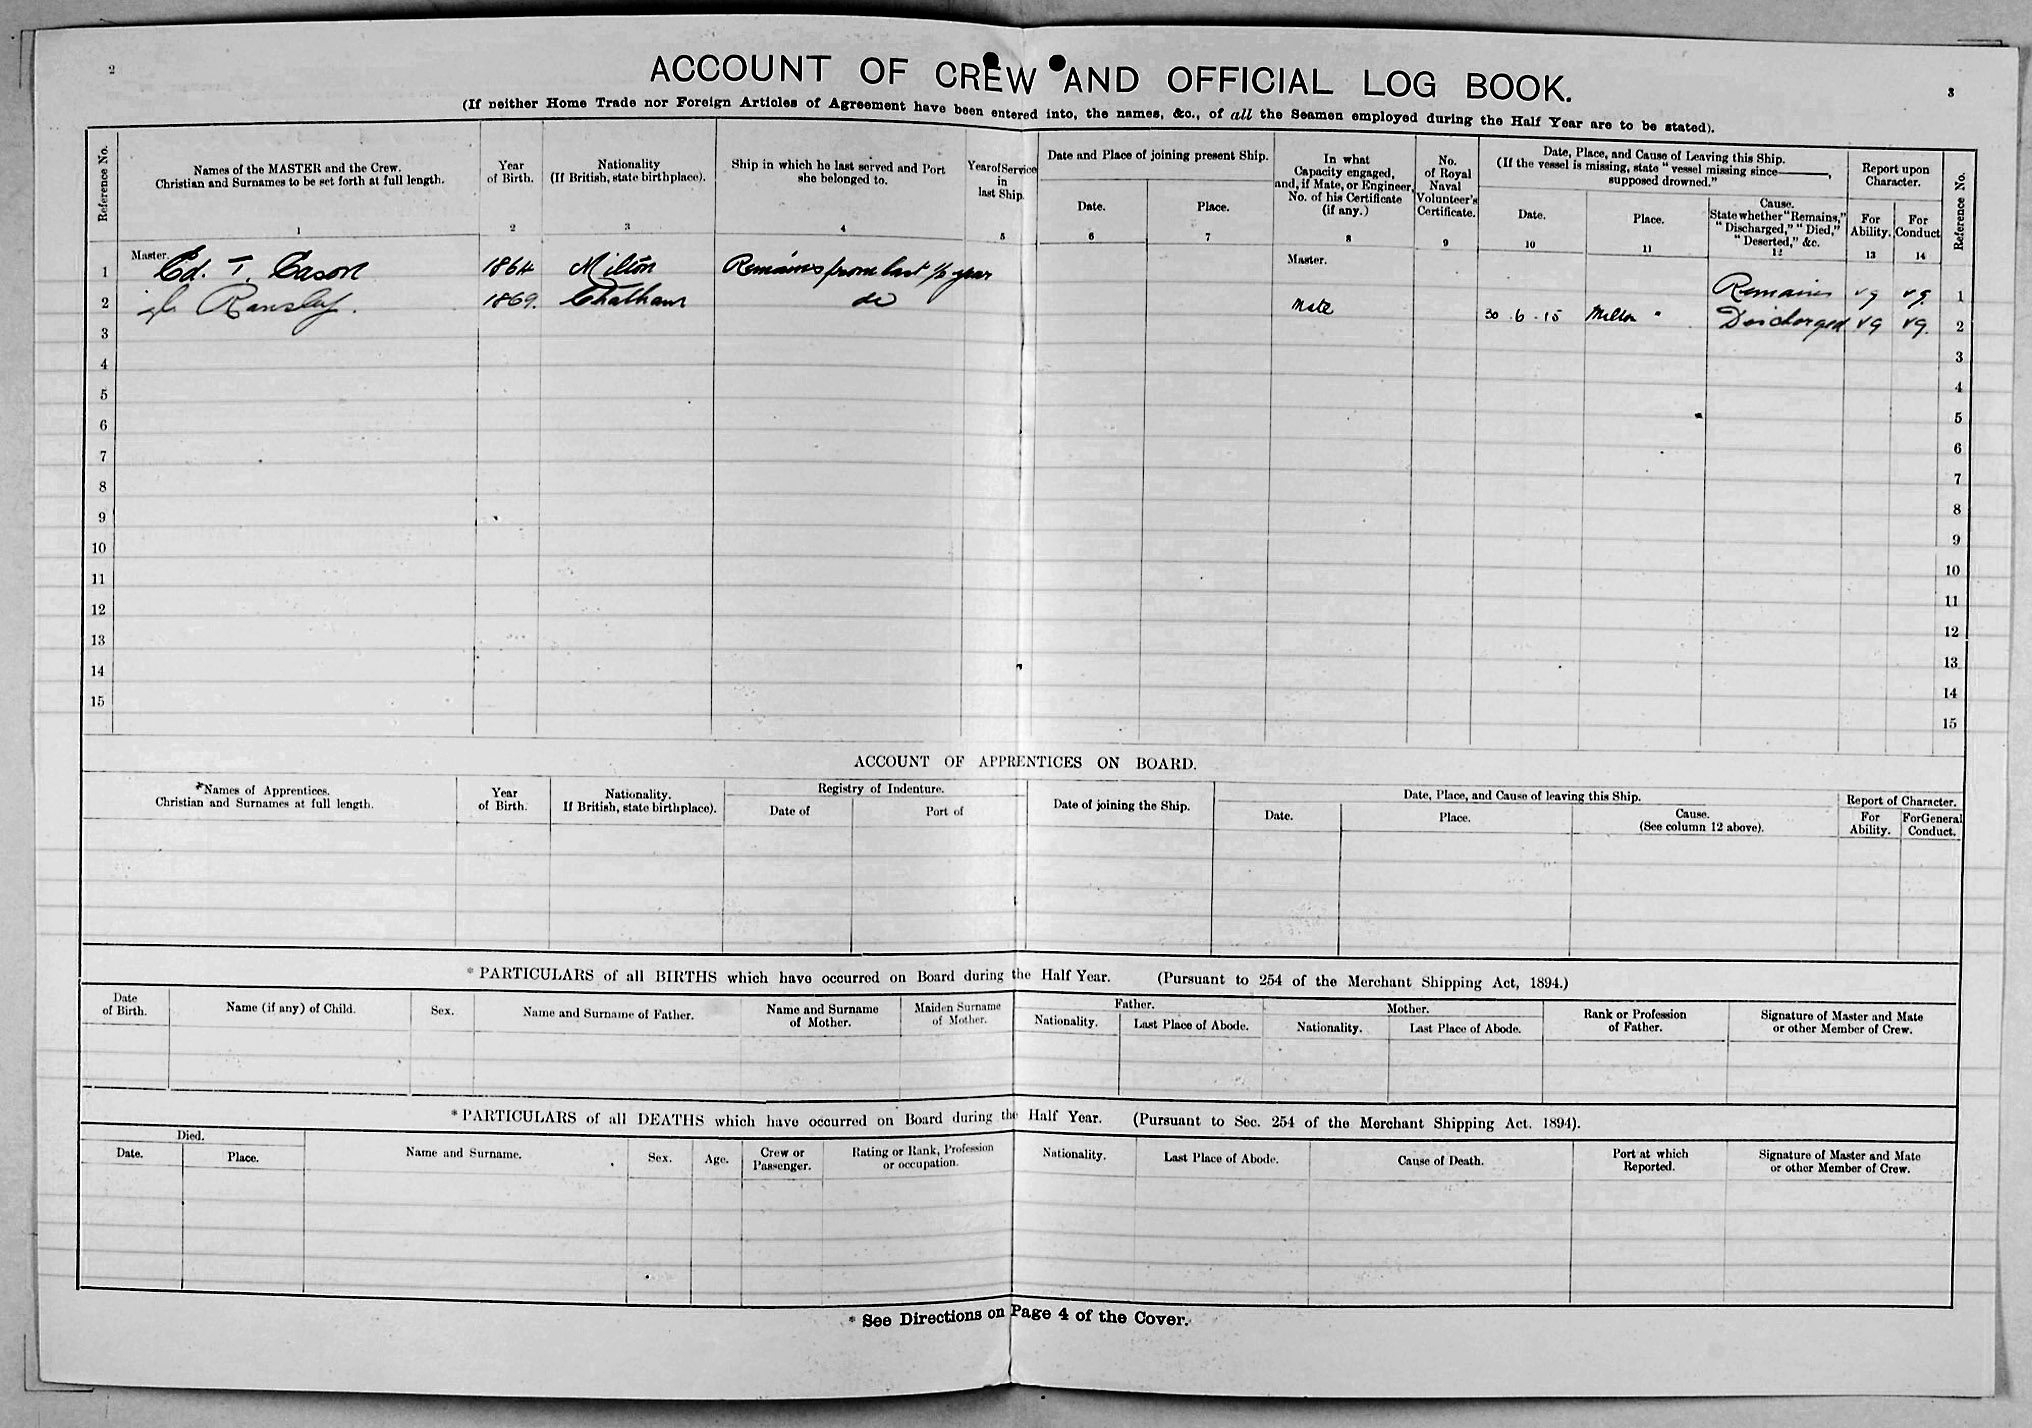 2
ACCOUNT OF CREW AND OFFICIAL LOG BOOK.
3
(If neither Home Trade nor Foreign Articles of Agreement have been entered into, the names, &c., of all the Seamen employed during the Half Year are to be stated).
Reference No.
Names of the MASTER and the Crew.
Christian and Surnames to be set forth at full length.
1
Year
of Birth.
2
Nationality
(If British, state birthplace).
3
Ship in which he last served and Port
she belonged to.
4
Year of Service
in
last Ship.
5
Date and Place of joining present Ship.
Date.
6
Place.
7
In what
Capacity engaged,
and, if Mate, or Engineer,
No. of his Certificate
(if any.)
8
No.
of Royal
Naval
Volunteer's
Certificate.
9
Date, Place, and Cause of Leaving this Ship.
(If the vessel is missing, state "vessel missing since———,
supposed drowned."
Date.
10
Place.
11
Cause.
State whether "Remains,"
"Discharged," "Died,"
"Deserted," &c.
12
Report upon
Character.
For
Ability.
13
For
Conduct
14
Reference No.
1 Master. Ed. T. Cason 1864 Milton Remains from last ½ year Master. Remains vg vg. 1
2 Ransley. 1869. Chatham do Mate 30 . 6 . 15 Milton " Discharged vg vg. 2
3 3
4 4
5 5
6 6
7 7
8 8
9 9
10 10
11 11
12 12
13 13
14 14
15 15
ACCOUNT OF APPRENTICES ON BOARD.
*Names of Apprentices.
Christian and Surnames at full length.
Year
of Birth.
Nationality.
If British, state birthplace).
Registry of Indenture.
Date of
Port of
Date of joining the Ship.
Date, Place, and Cause of leaving this Ship.
Date.
Place.
Cause.
(See column 12 above).
Report of Character.
For
Ability.
For General
Conduct.
* PARTICULARS of all BIRTHS which have occurred on Board during the Half Year. (Pursuant to 254 of the Merchant Shipping Act, 1894.)
Date
of Birth.
Name (if any) of Child.
Sex.
Name and Surname of Father.
Name and Surname
of Mother.
Maiden Surname
of Mother.
Father.
Nationality.
Last Place of Abode.
Mother.
Nationality.
Last Place of Abode.
Rank or Profession
of Father.
Signature of Master and Mate
or other Member of Crew.
* PARTICULARS of all DEATHS which have occurred on Board during the Half Year. (Pursuant to Sec. 254 of the Merchant Shipping Act. 1894).
Died.
Date.
Place.
Name and Surname.
Sex.
Age.
Crew or
Passenger.
Rating or Rank, Profession
or occupation.
Nationality.
Last Place of Abode.
Cause of Death.
Port at which
Reported.
Signature of Master and Mate
or other Member of Crew.
* See Directions on Page 4 of the Cover.